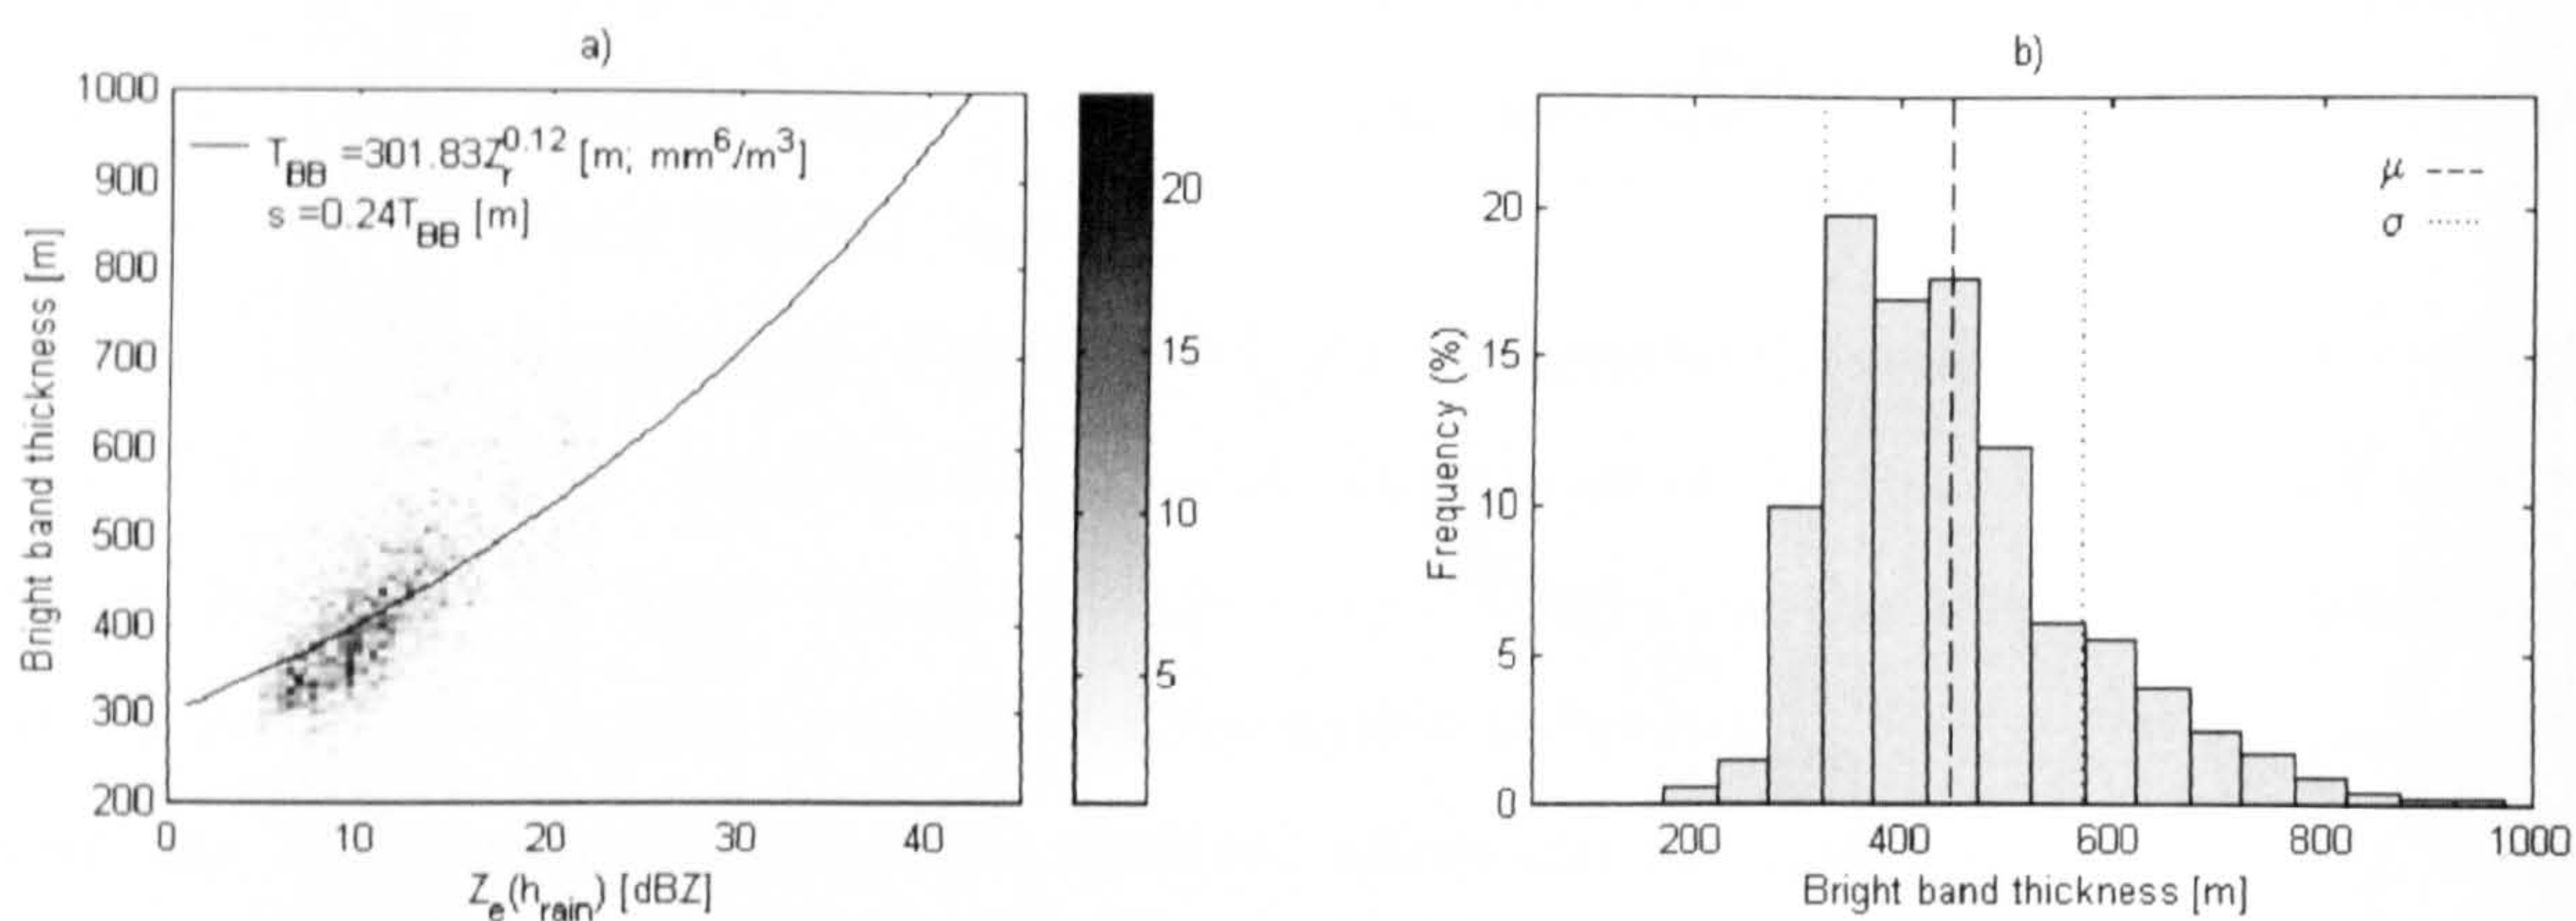 a)
1000
900
800
700
600
500
400
300
200
Bright band thickness [m]
T_BB =301.83Z_r^0.12 [m; mm^6/m^3]
s =0.24T_BB [m]
0 10 20 30 40
Z_e(h_rain) [dBZ]
20
15
10
5
b)
μ
σ
20
15
10
5
0
Frequency (%)
200 400 600 800 1000
Bright band thickness [m]